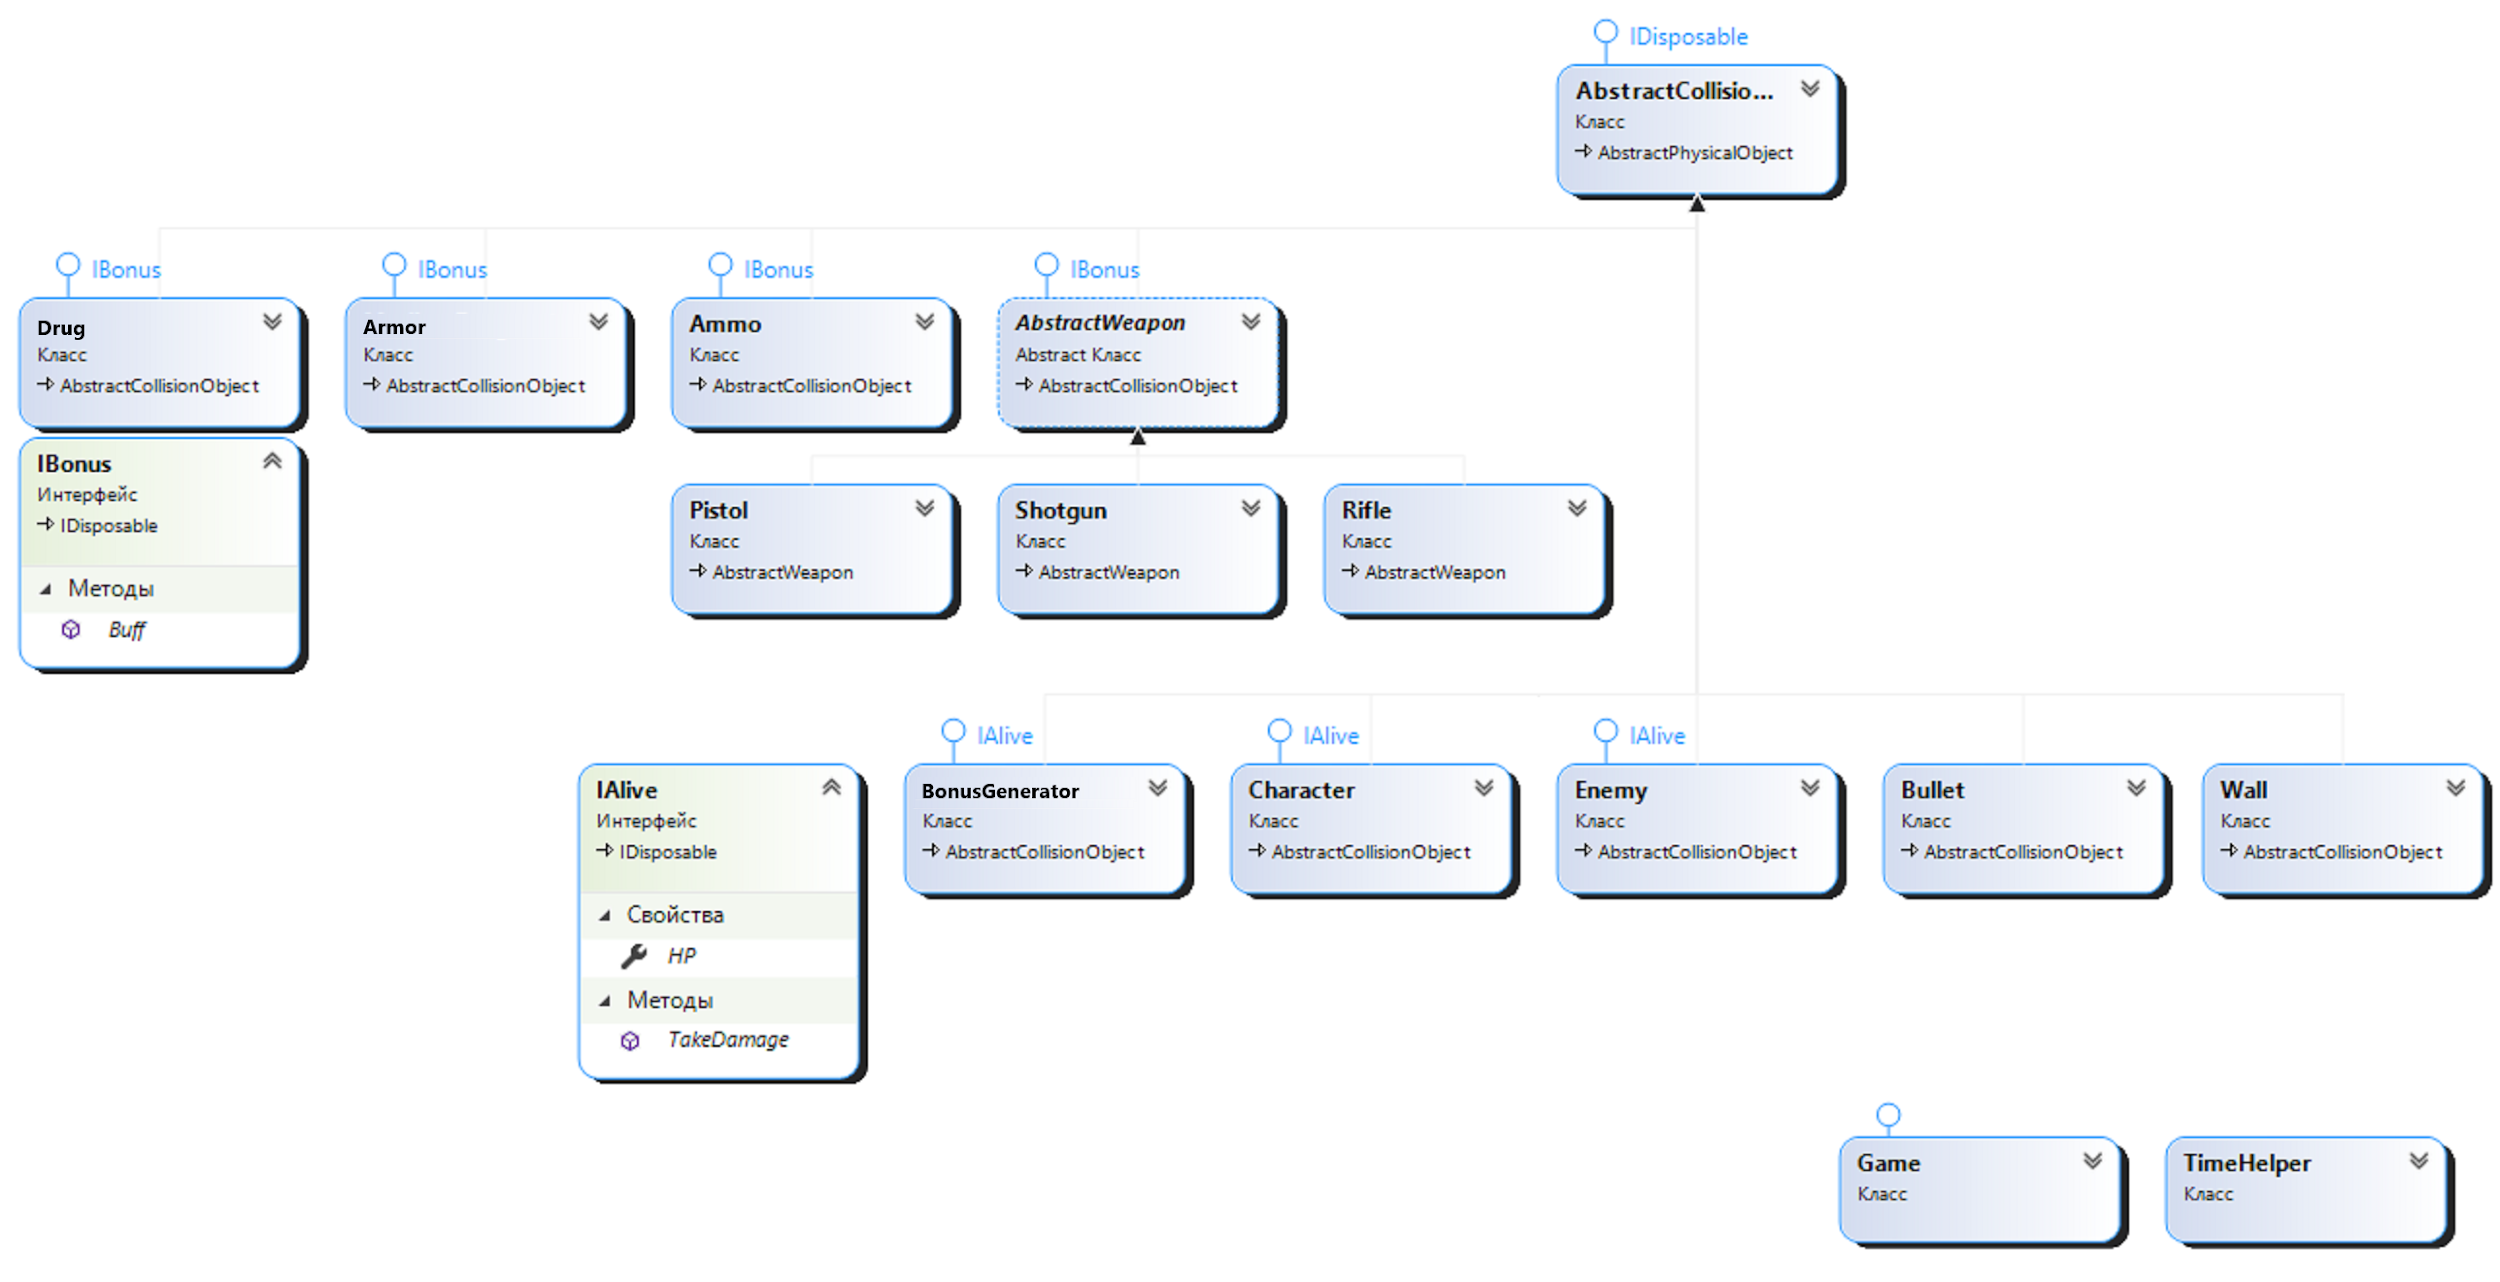 IDisposable
AbstractCollisio...
Класс
AbstractPhysicalObject
IBonus
Drug
Класс
AbstractCollisionObject
IBonus
Armor
Класс
AbstractCollisionObject
IBonus
Ammo
Класс
AbstractCollisionObject
IBonus
AbstractWeapon
Abstract Класс
AbstractCollisionObject
IBonus
Интерфейс
IDisposable
Методы
Buff
Pistol
Класс
AbstractWeapon
Shotgun
Класс
AbstractWeapon
Rifle
Класс
AbstractWeapon
IAlive
Интерфейс
IDisposable
Свойства
HP
Методы
TakeDamage
IAlive
BonusGenerator
Класс
AbstractCollisionObject
IAlive
Character
Класс
AbstractCollisionObject
IAlive
Enemy
Класс
AbstractCollisionObject
Bullet
Класс
AbstractCollisionObject
Wall
Класс
AbstractCollisionObject
Game
Класс
TimeHelper
Класс